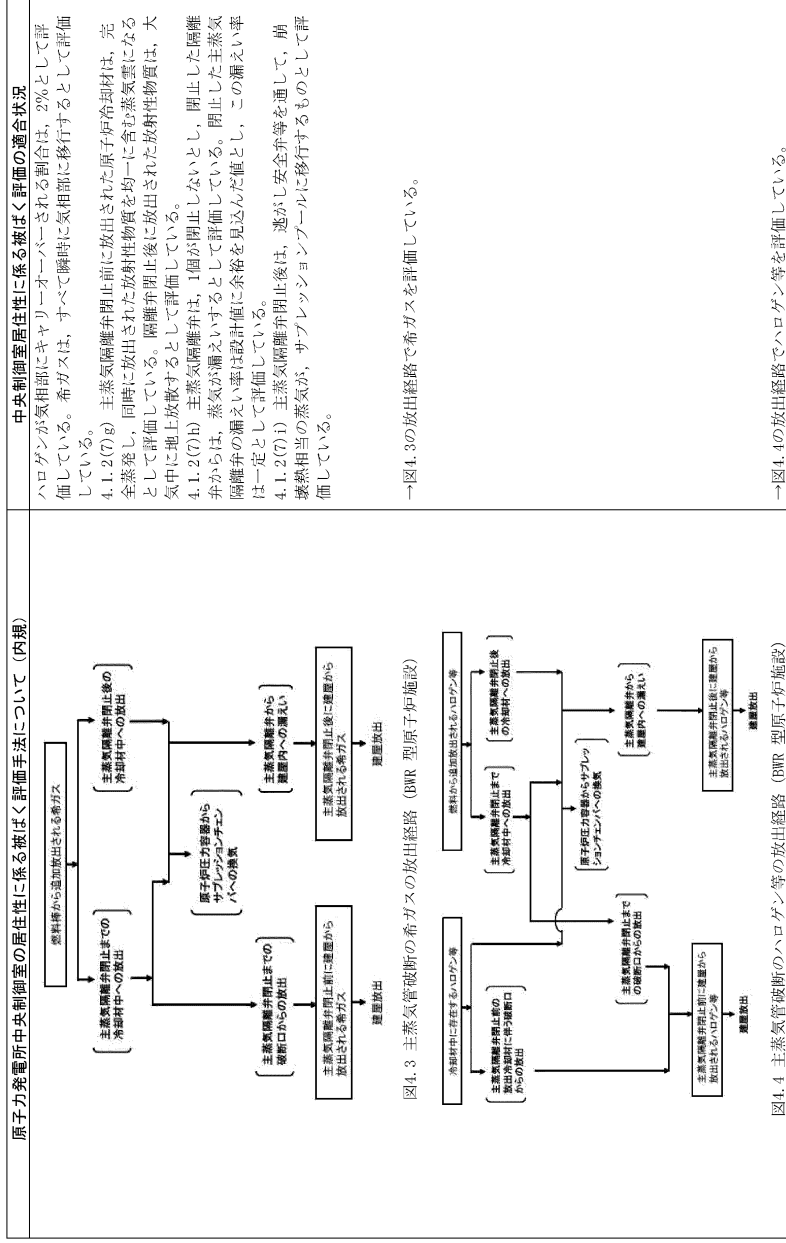 原子力発電所中央制御室の居住性に係る被ばく評価手法について（内規）
燃料棒から追加放出される希ガス
主蒸気隔離弁閉止までの
冷却材中への放出
主蒸気隔離弁閉止後の
冷却材中への放出
原子炉圧力容器から
サプレッションチェン
バへの換気
主蒸気隔離弁閉止までの
破断口からの放出
主蒸気隔離弁から
建屋内への漏えい
主蒸気隔離弁閉止前に建屋から
放出される希ガス
主蒸気隔離弁閉止後に建屋から
放出される希ガス
建屋放出
建屋放出
図4.3 主蒸気管破断の希ガスの放出経路（BWR 型原子炉施設）
冷却材中に存在するハロゲン等
燃料から追加放出されるハロゲン等
主蒸気隔離弁閉止前の
放出冷却材に伴う破断口
からの放出
主蒸気隔離弁閉止まで
冷却材中への放出
主蒸気隔離弁閉止後
の冷却材への放出
原子炉圧力容器からサプレッ
ションチェンバへの換気
主蒸気隔離弁閉止まで
の破断口からの放出
主蒸気隔離弁から
建屋内への漏えい
主蒸気隔離弁閉止前に建屋から
放出されるハロゲン等
主蒸気隔離弁閉止後に建屋から
放出されるハロゲン等
建屋放出
建屋放出
図4.4 主蒸気管破断のハロゲン等の放出経路（BWR 型原子炉施設）
中央制御室居住性に係る被ばく評価の適合状況
ハロゲンが気相部にキャリーオーバーされる割合は，2%として評
価している。希ガスは，すべて瞬時に気相部に移行するとして評価
している。
4.1.2(7)g) 主蒸気隔離弁閉止前に放出された原子炉冷却材は，完
全蒸発し，同時に放出された放射性物質を均一に含む蒸気雲になる
として評価している。隔離弁閉止後に放出された放射性物質は，大
気中に地上放散するとして評価している。
4.1.2(7)h) 主蒸気隔離弁は，1個が閉止しないとし，閉止した隔離
弁からは，蒸気が漏えいするとして評価している。閉止した主蒸気
隔離弁の漏えい率は設計値に余裕を見込んだ値とし，この漏えい率
は一定として評価している。
4.1.2(7)i) 主蒸気隔離弁閉止後は，逃がし安全弁等を通して，崩
壊熱相当の蒸気が，サプレッションプールに移行するものとして評
価している。
→図4.3の放出経路で希ガスを評価している。
→図4.4の放出経路でハロゲン等を評価している。